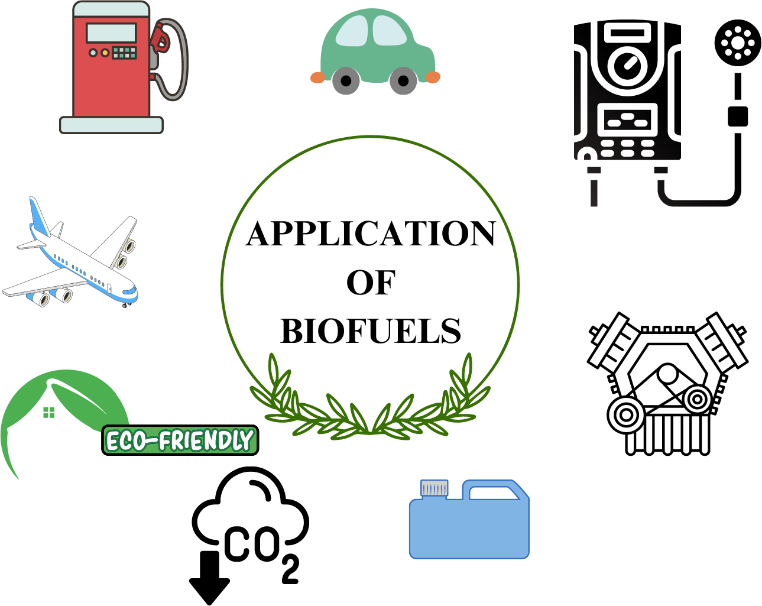 APPLICATION
OF
BIOFUELS
ECO-FRIENDLY
CO2